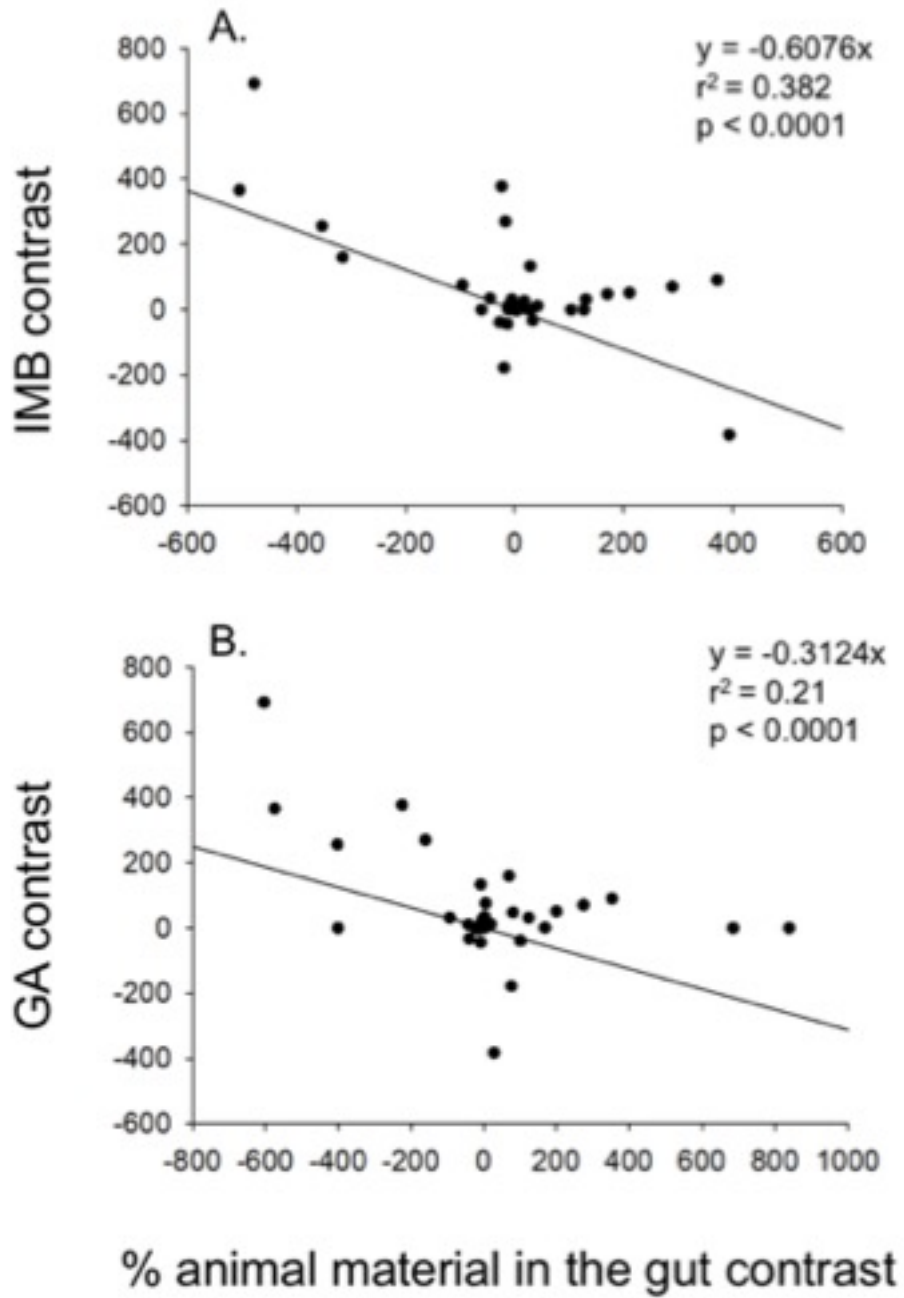 A.
y = -0.6076x
r² = 0.382
p < 0.0001
IMB contrast
800
600
400
200
0
-200
-400
-600
-600 -400 -200 0 200 400 600
B.
y = -0.3124x
r² = 0.21
p < 0.0001
GA contrast
800
600
400
200
0
-200
-400
-600
-800 -600 -400 -200 0 200 400 600 800 1000
% animal material in the gut contrast